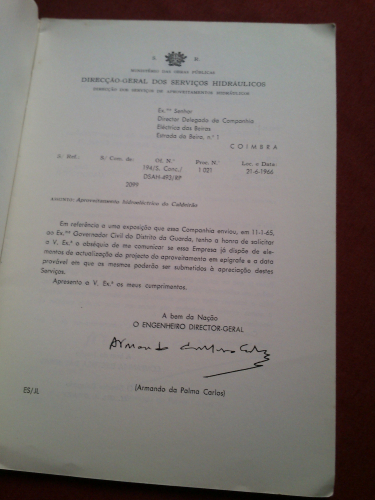 S. R.
MINISTÉRIO DAS OBRAS PÚBLICAS
DIRECÇÃO-GERAL DOS SERVIÇOS HIDRÁULICOS
DIRECÇÃO DOS SERVIÇOS DE APROVEITAMENTOS HIDRÁULICOS
Ex.mo Senhor
Director Delegado da Companhia
Eléctrica das Beiras
Estrada da Beira, n.º 1
COIMBRA
S. Ref. S. Com. de Of. N.º Proc. N.º Loc. e Data
194/S. Conc./ 1 021 21-6-1966
DSAH-493/RP
2099
ASSUNTO: Aproveitamento hidroeléctrico do Caldeirão
Em referência a uma exposição que essa Companhia enviou, em 11-1-65,
ao Ex.mo Governador Civil do Distrito da Guarda, tenho a honra de solicitar
a V. Ex.ª o obséquio de me comunicar se essa Empresa já dispõe de ele-
mentos de actualização do projecto do aproveitamento em epígrafe e a data
provável em que os mesmos poderão ser submetidos à apreciação destes
Serviços.
Apresento a V. Ex.ª os meus cumprimentos.
A bem da Nação
O ENGENHEIRO DIRECTOR-GERAL
Armando
(Armando da Palma Carlos)
ES/JL